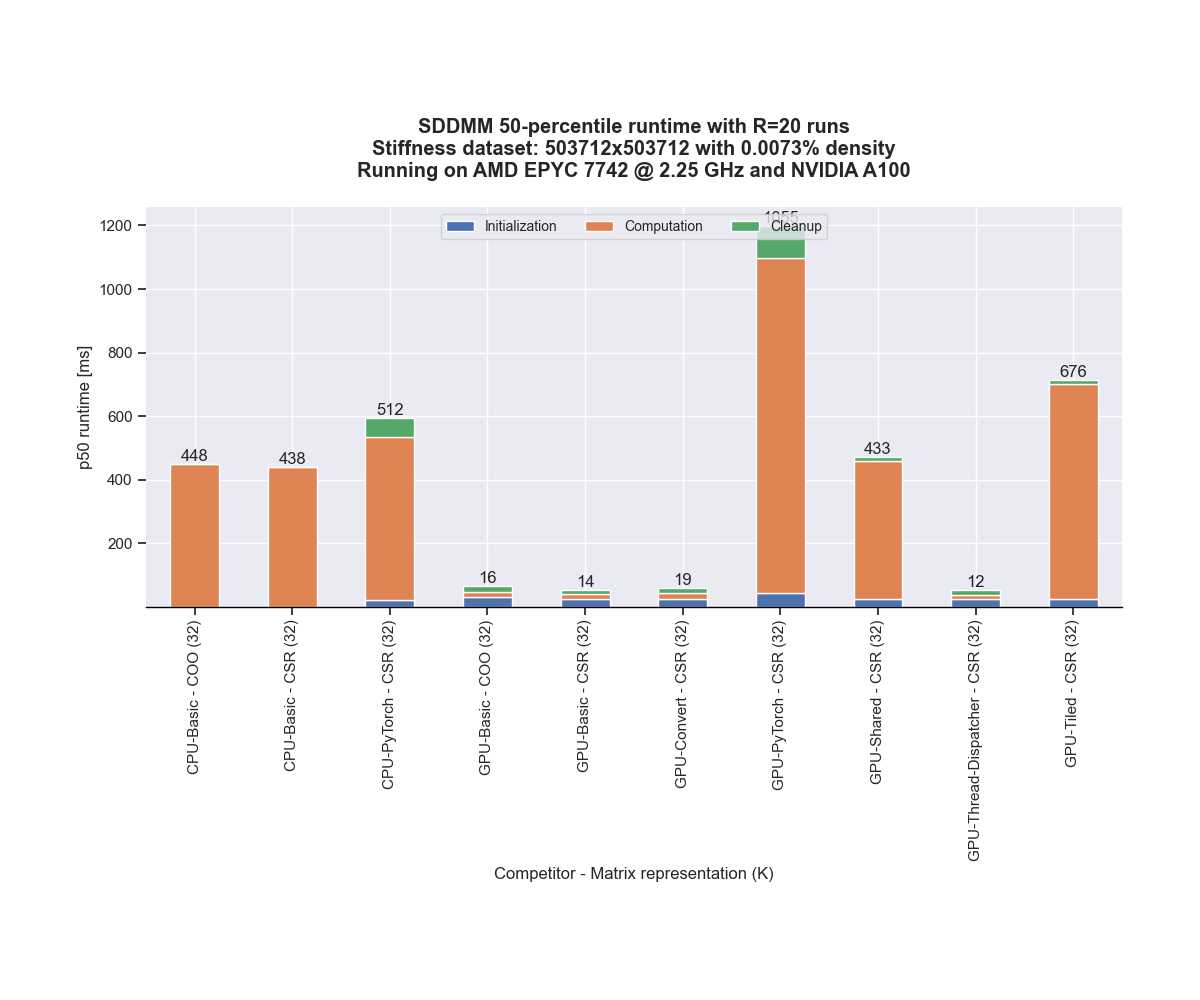 SDDMM 50-percentile runtime with R=20 runs
Stiffness dataset: 503712x503712 with 0.0073% density
Running on AMD EPYC 7742 @ 2.25 GHz and NVIDIA A100
Initialization
Computation
Cleanup
p50 runtime [ms]
1200
1000
800
600
400
200
448
438
512
16
14
19
1055
433
12
676
CPU-Basic - COO (32)
CPU-Basic - CSR (32)
CPU-PyTorch - CSR (32)
GPU-Basic - COO (32)
GPU-Basic - CSR (32)
GPU-Convert - CSR (32)
GPU-PyTorch - CSR (32)
GPU-Shared - CSR (32)
GPU-Thread-Dispatcher - CSR (32)
GPU-Tiled - CSR (32)
Competitor - Matrix representation (K)